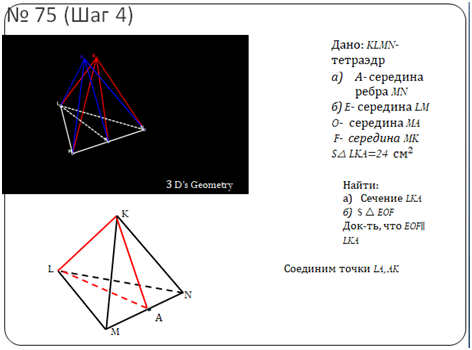 № 75 (Шаг 4)
3 D's Geometry
K
L
N
A
M
Дано: KLMN-
тетраэдр
а) A- середина
ребра MN
б) E- середина LM
O- середина MA
F- середина MK
S△ LKA=24 см²
Найти:
а) Сечение LKA
б) S △ EOF
Док-ть, что EOF||
LKA
Соединим точки LA, AK